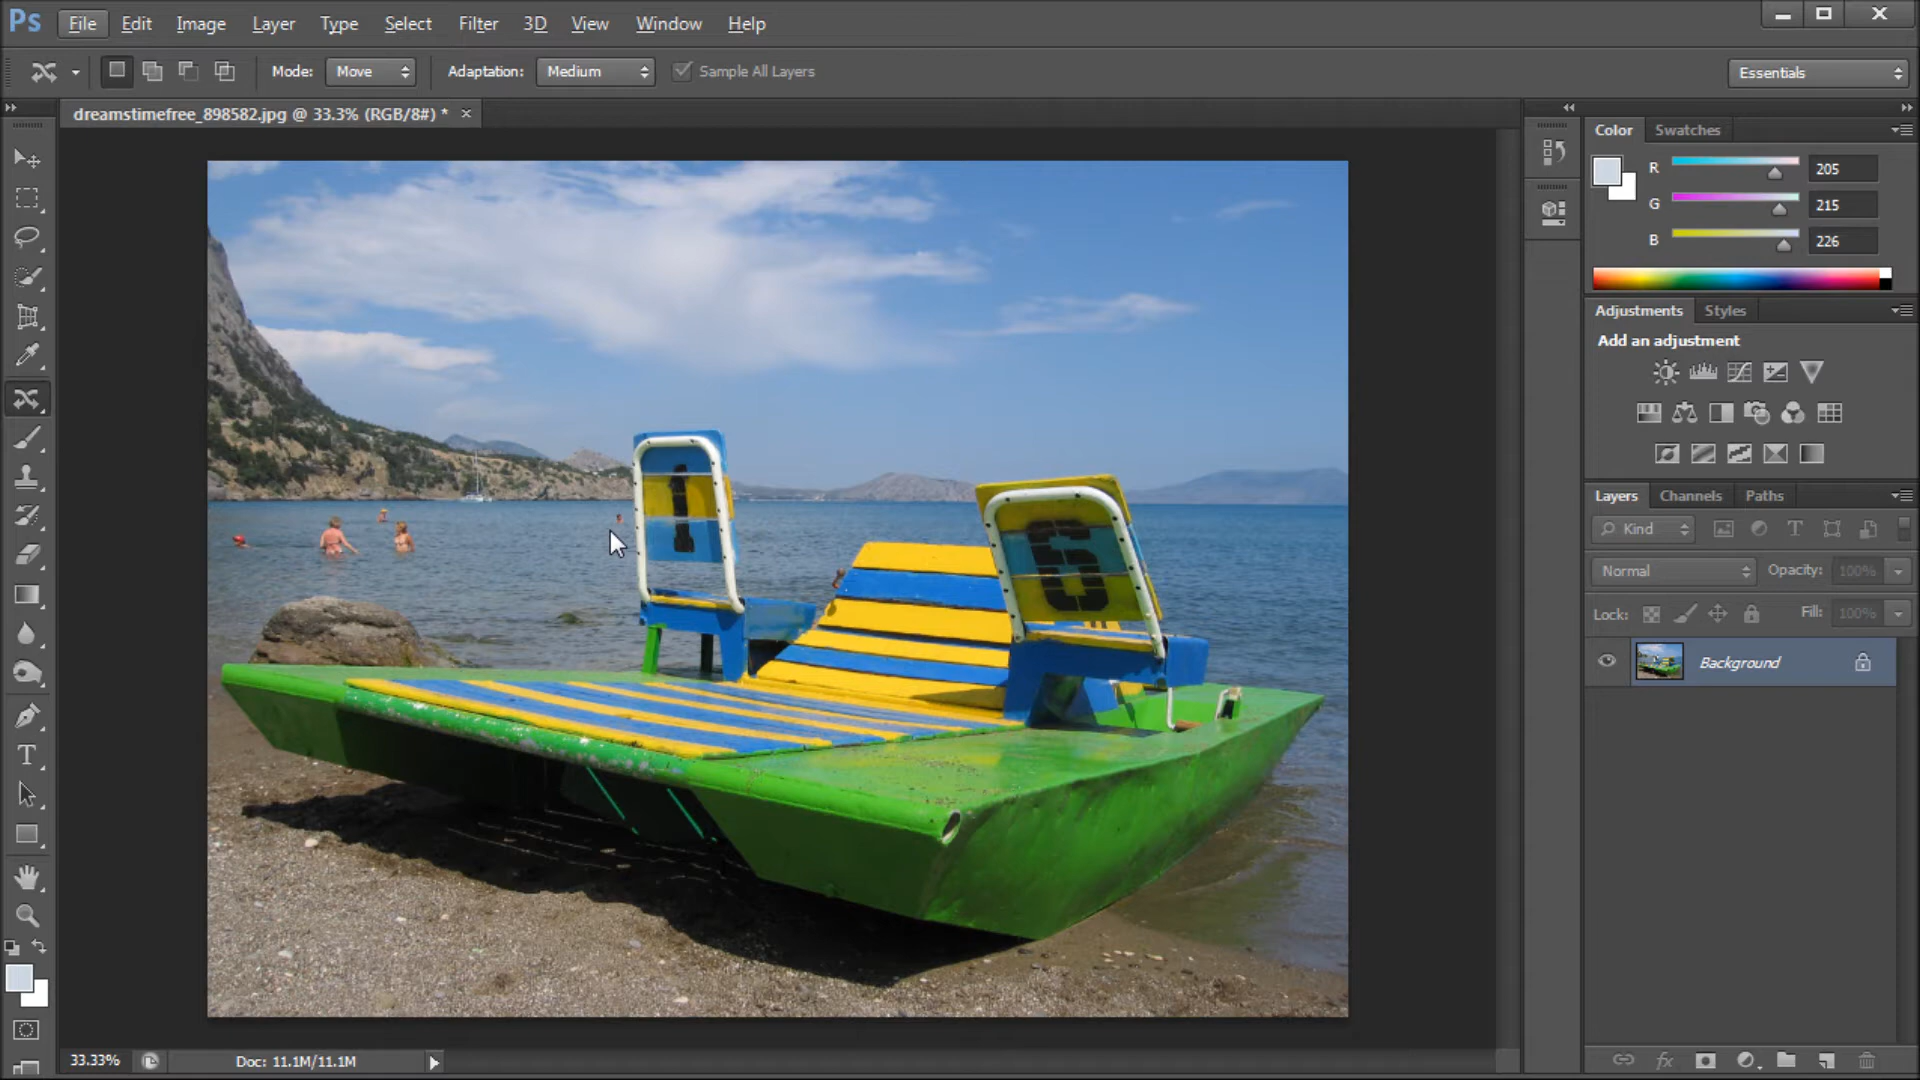 Ps File Edit Image Layer Type Select Filter 3D View Window Help
Mode: Move Adaptation: Medium Sample All Layers Essentials
dreamstimefree_898582.jpg @ 33.3% (RGB/8#) * ×
Color Swatches
R 205
G 215
B 226
Adjustments Styles
Add an adjustment
Layers Channels Paths
Kind
Normal Opacity: 100%
Lock: Fill: 100%
Background
I
6
33.33% Doc: 11.1M/11.1M